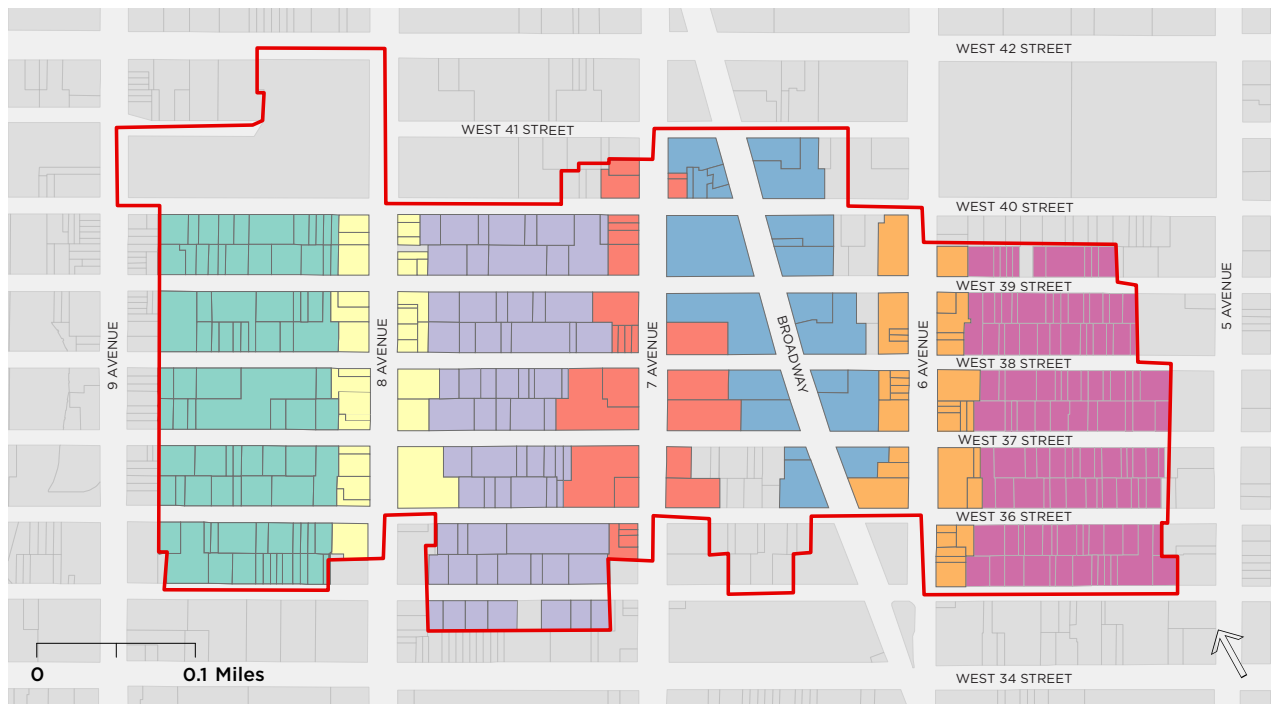 WEST 42 STREET
WEST 41 STREET
WEST 40 STREET
WEST 39 STREET
WEST 38 STREET
WEST 37 STREET
WEST 36 STREET
WEST 34 STREET
9 AVENUE
8 AVENUE
7 AVENUE
BROADWAY
6 AVENUE
5 AVENUE
0
0.1 Miles